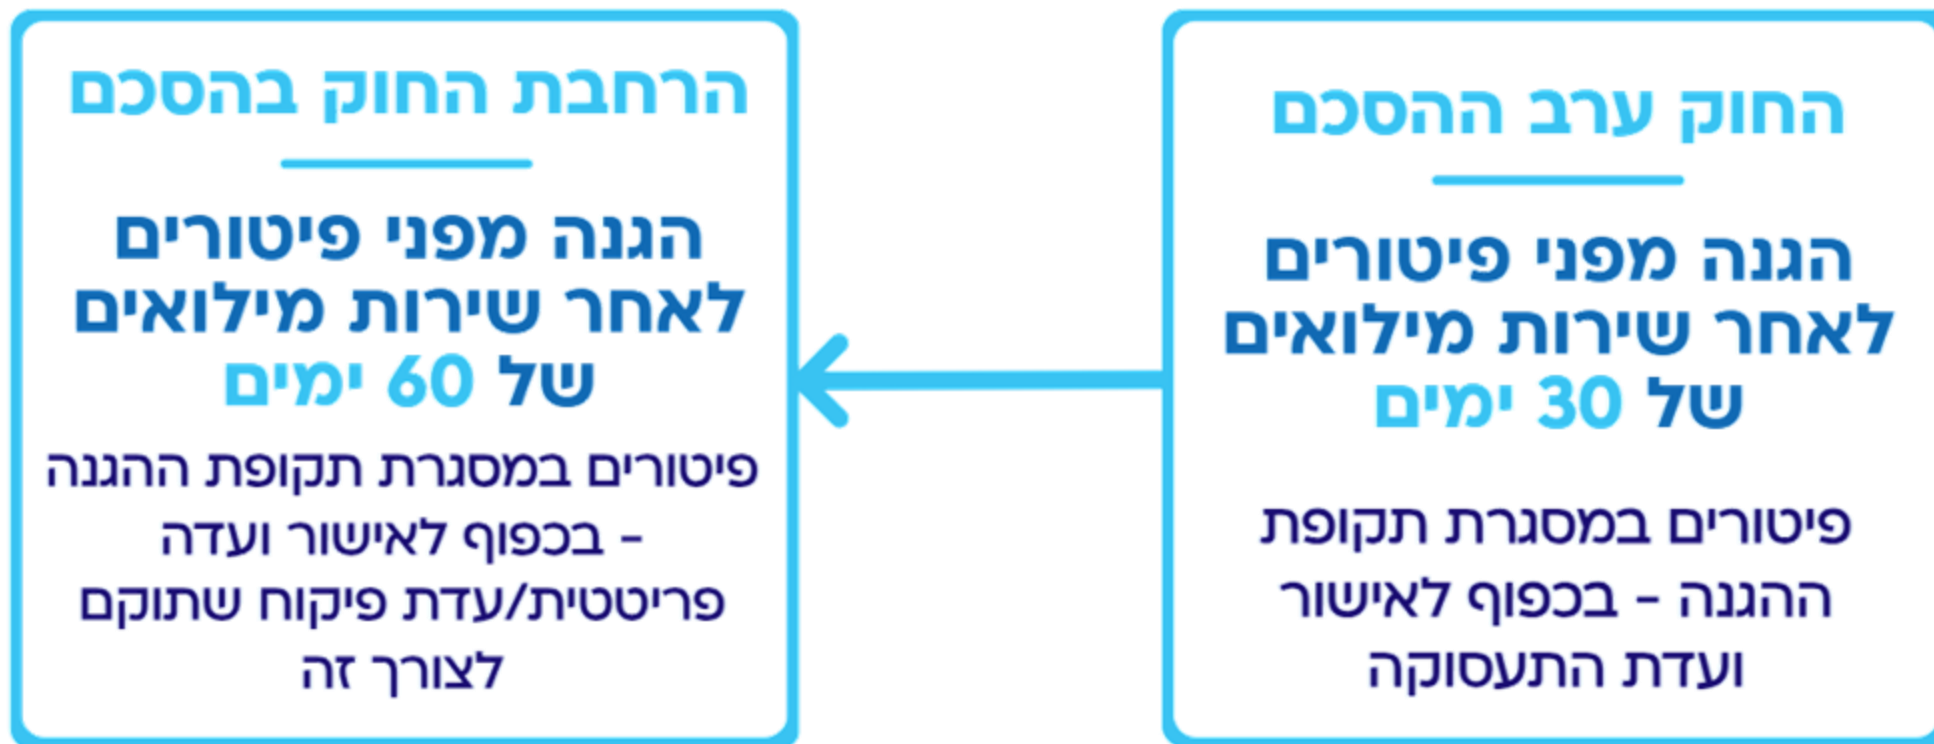 החוק ערב ההסכם
הגנה מפני פיטורים
לאחר שירות מילואים
של 30 ימים
פיטורים במסגרת תקופת
ההגנה – בכפוף לאישור
ועדת התעסוקה
הרחבת החוק בהסכם
הגנה מפני פיטורים
לאחר שירות מילואים
של 60 ימים
פיטורים במסגרת תקופת ההגנה
– בכפוף לאישור ועדה
פריטטית/עדת פיקוח שתוקם
לצורך זה